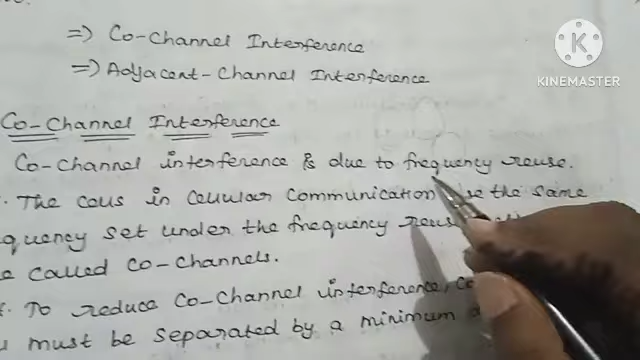 => Co-Channel Interference
=> Adjacent-Channel Interference
Co-Channel Interference
Co-channel interference is due to frequency reuse.
The cells in cellular communication the same
quency set under the frequency reuse
called co-channels.
To reduce co-channel interference,
must be separated by a minimum
K
KINEMASTER